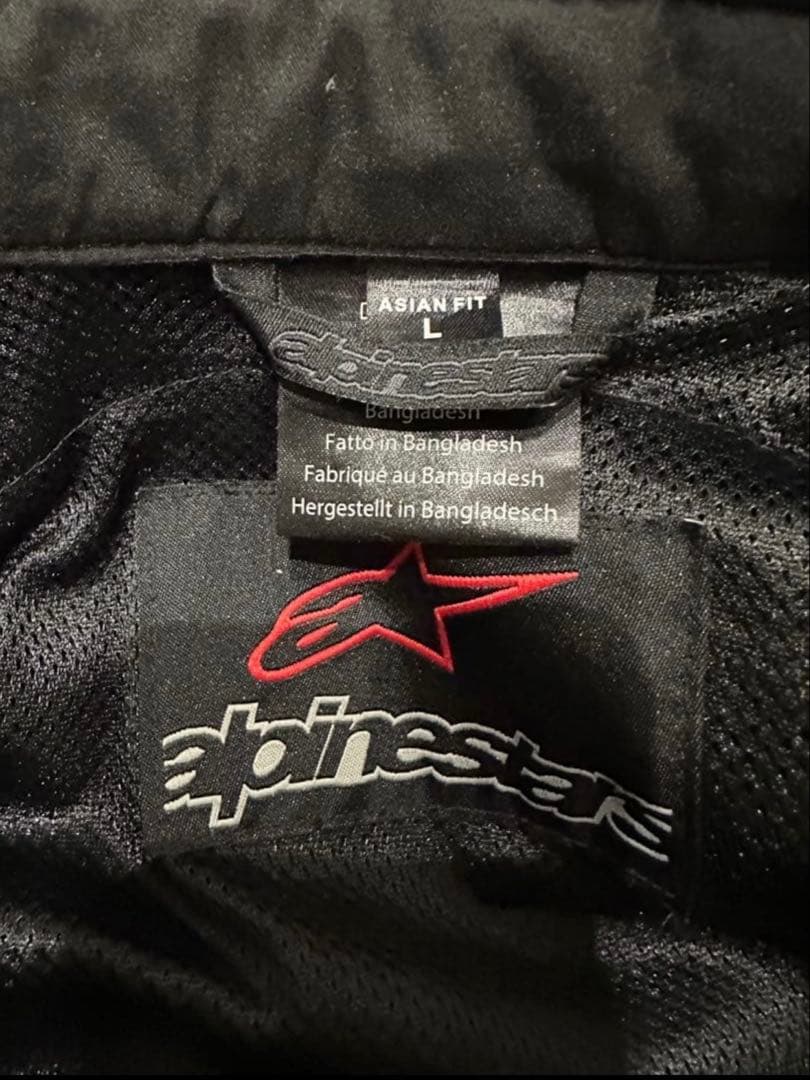 ASIAN FIT
L
alpinestars
Bangladesh
Fatto in Bangladesh
Fabriqué au Bangladesh
Hergestellt in Bangladesch
alpinestars